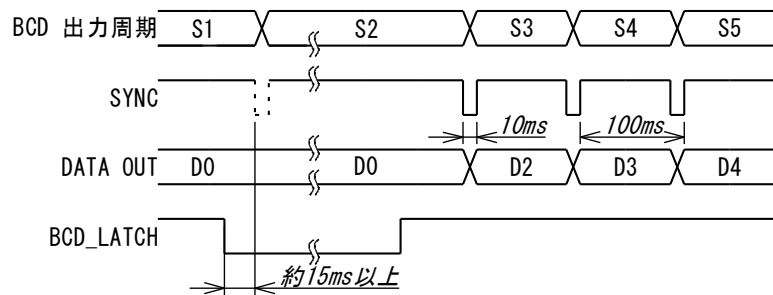 BCD 出力周期 S1 S2 S3 S4 S5
SYNC
10ms 100ms
DATA OUT D0 D0 D2 D3 D4
BCD_LATCH
約15ms以上